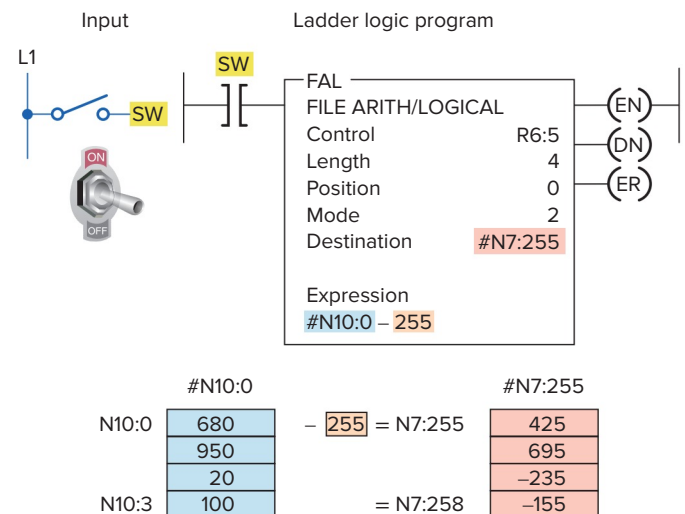 Input Ladder logic program
L1
SW
SW
ON
OFF
FAL
FILE ARITH/LOGICAL
Control R6:5
Length 4
Position 0
Mode 2
Destination #N7:255
Expression
#N10:0 – 255
EN
DN
ER
#N10:0 #N7:255
N10:0 680 – 255 = N7:255 425
950 695
20 –235
N10:3 100 = N7:258 –155